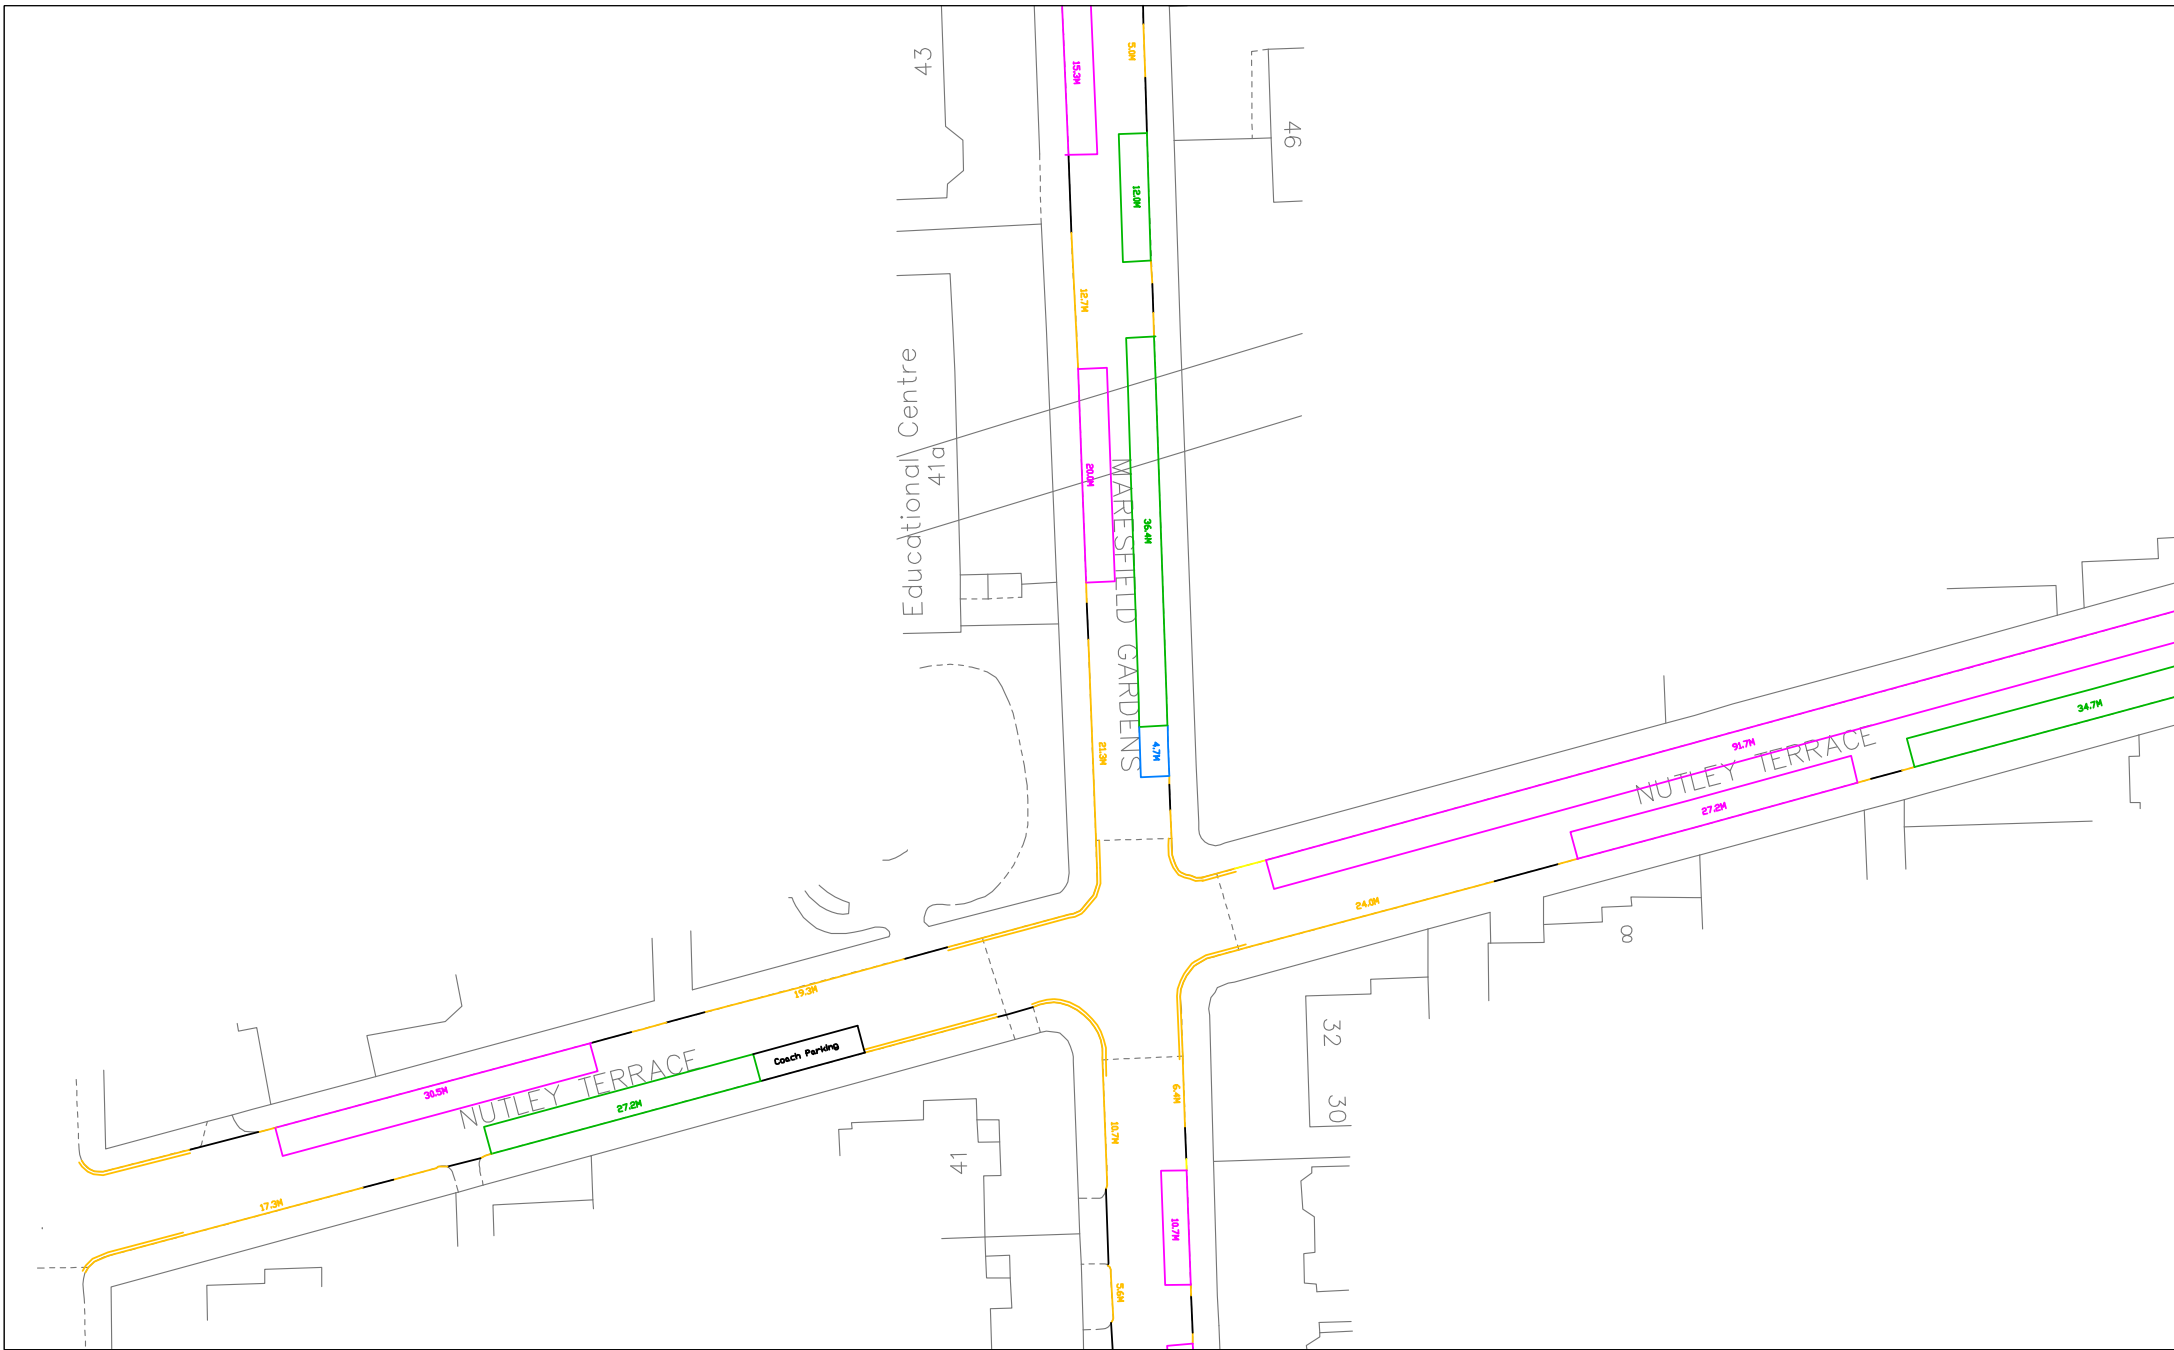 43
15.3M
5.0M
46
12.0M
12.7M
Educational Centre
41a
20.0M
36.4M
MARESFIELD GARDENS
21.3M
4.7M
91.7M
NUTLEY TERRACE
34.7M
27.2M
24.0M
8
19.3M
Coach Parking
32
30
30.5M
NUTLEY TERRACE
27.2M
6.4M
10.7M
41
17.3M
10.7M
5.6M